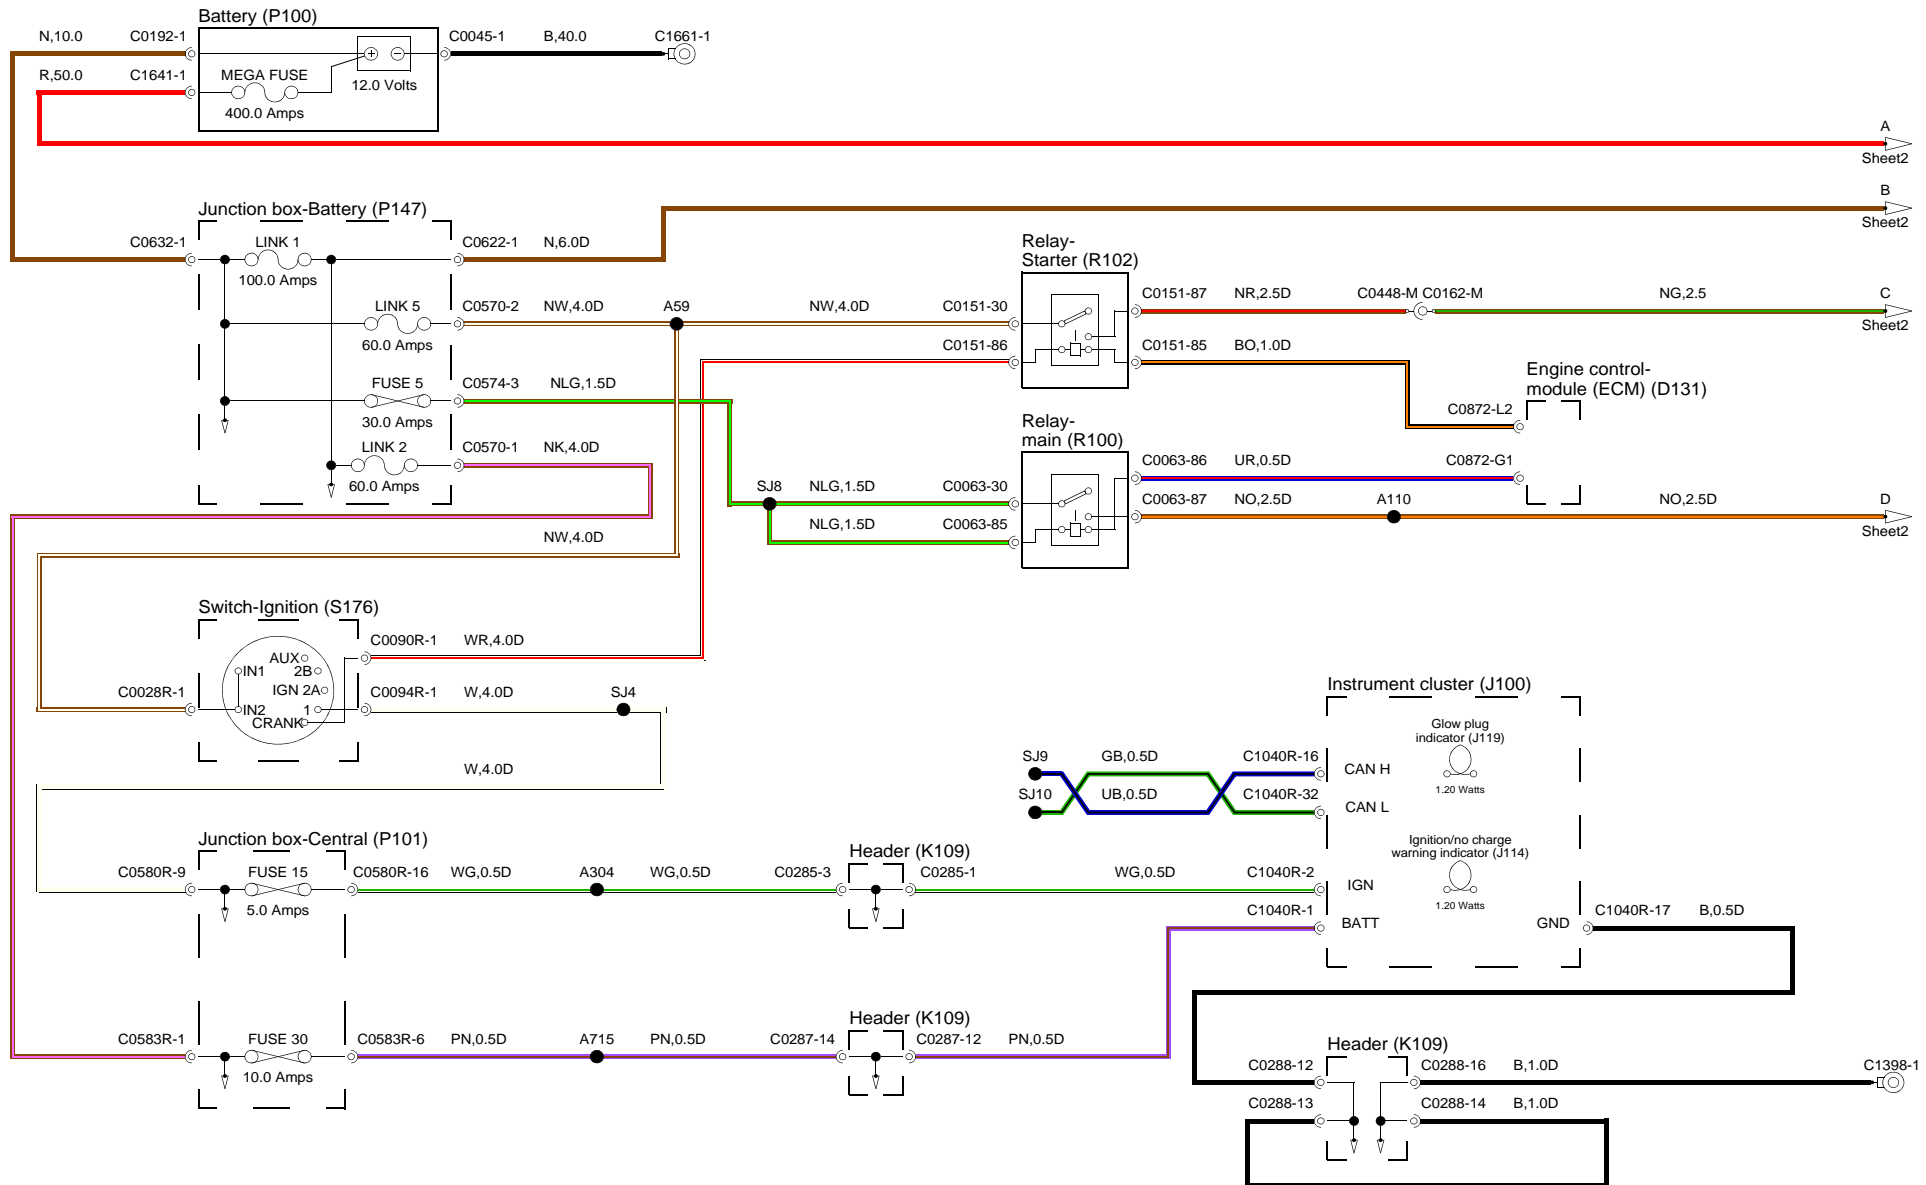 Battery (P100)
N,10.0 C0192-1 C0045-1 B,40.0 C1661-1
R,50.0 C1641-1 MEGA FUSE 12.0 Volts
400.0 Amps
A
Sheet2
B
Sheet2
Junction box-Battery (P147)
C0632-1 LINK 1 C0622-1 N,6.0D
100.0 Amps
Relay-
Starter (R102)
LINK 5 C0570-2 NW,4.0D A59 NW,4.0D C0151-30 C0151-87 NR,2.5D C0448-M C0162-M NG,2.5 C
Sheet2
60.0 Amps C0151-86 C0151-85 BO,1.0D
Engine control-
module (ECM) (D131)
FUSE 5 C0574-3 NLG,1.5D
30.0 Amps
C0872-L2
Relay-
main (R100)
LINK 2 C0570-1 NK,4.0D
60.0 Amps
C0063-86 UR,0.5D C0872-G1
SJ8 NLG,1.5D C0063-30 C0063-87 NO,2.5D A110 NO,2.5D D
NLG,1.5D C0063-85
Sheet2
NW,4.0D
Switch-Ignition (S176)
C0090R-1 WR,4.0D
AUX
IN1 2B
IGN 2A
C0028R-1 IN2 1 C0094R-1 W,4.0D SJ4
CRANK
W,4.0D
Instrument cluster (J100)
Glow plug
indicator (J119)
SJ9 GB,0.5D C1040R-16 CAN H
1.20 Watts
SJ10 UB,0.5D C1040R-32 CAN L
Junction box-Central (P101)
Ignition/no charge
warning indicator (J114)
Header (K109)
C0580R-9 FUSE 15 C0580R-16 WG,0.5D A304 WG,0.5D C0285-3 C0285-1 WG,0.5D C1040R-2 IGN
5.0 Amps
1.20 Watts
C1040R-1 BATT GND C1040R-17 B,0.5D
Header (K109)
C0583R-1 FUSE 30 C0583R-6 PN,0.5D A715 PN,0.5D C0287-14 C0287-12 PN,0.5D
10.0 Amps
Header (K109)
C0288-12 C0288-16 B,1.0D C1398-1
C0288-13 C0288-14 B,1.0D